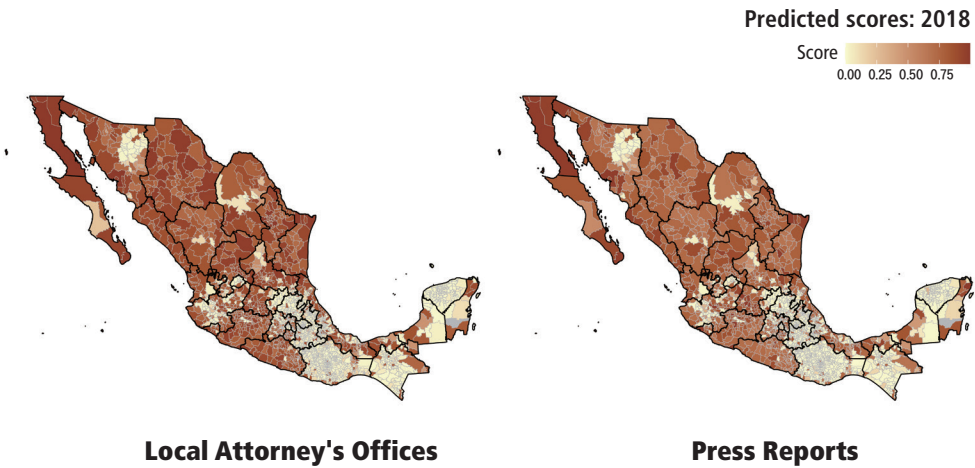 Predicted scores: 2018
Score
0.00 0.25 0.50 0.75
Local Attorney's Offices
Press Reports